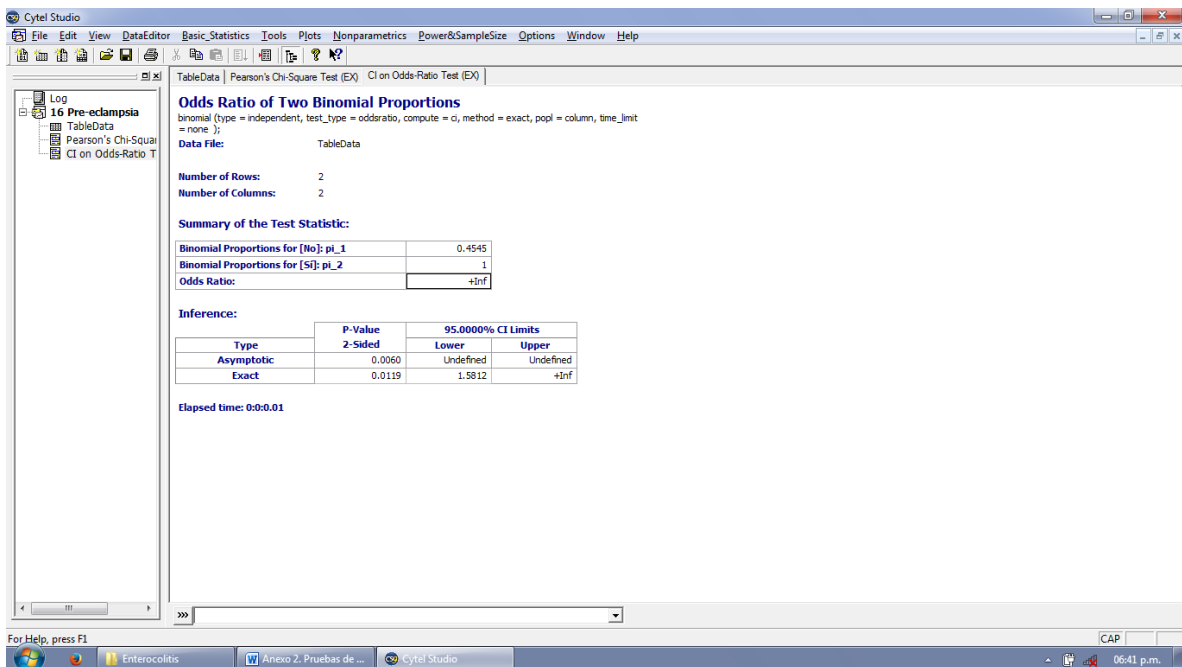 Cytel Studio
File Edit View DataEditor Basic_Statistics Tools Plots Nonparametrics Power&SampleSize Options Window Help
TableData Pearson's Chi-Square Test (EX) CI on Odds-Ratio Test (EX)
Log
16 Pre-eclampsia
TableData
Pearson's Chi-Squar
CI on Odds-Ratio T
Odds Ratio of Two Binomial Proportions
binomial (type = independent, test_type = oddsratio, compute = ci, method = exact, popl = column, time_limit
= none );
Data File: TableData
Number of Rows: 2
Number of Columns: 2
Summary of the Test Statistic:
Binomial Proportions for [No]: pi_1 0.4545
Binomial Proportions for [Sí]: pi_2 1
Odds Ratio: +Inf
Inference:
P-Value 95.0000% CI Limits
Type 2-Sided Lower Upper
Asymptotic 0.0060 Undefined Undefined
Exact 0.0119 1.5812 +Inf
Elapsed time: 0:0:0.01
>>>
For Help, press F1 CAP
Enterocolitis Anexo 2. Pruebas de ... Cytel Studio 06:41 p.m.